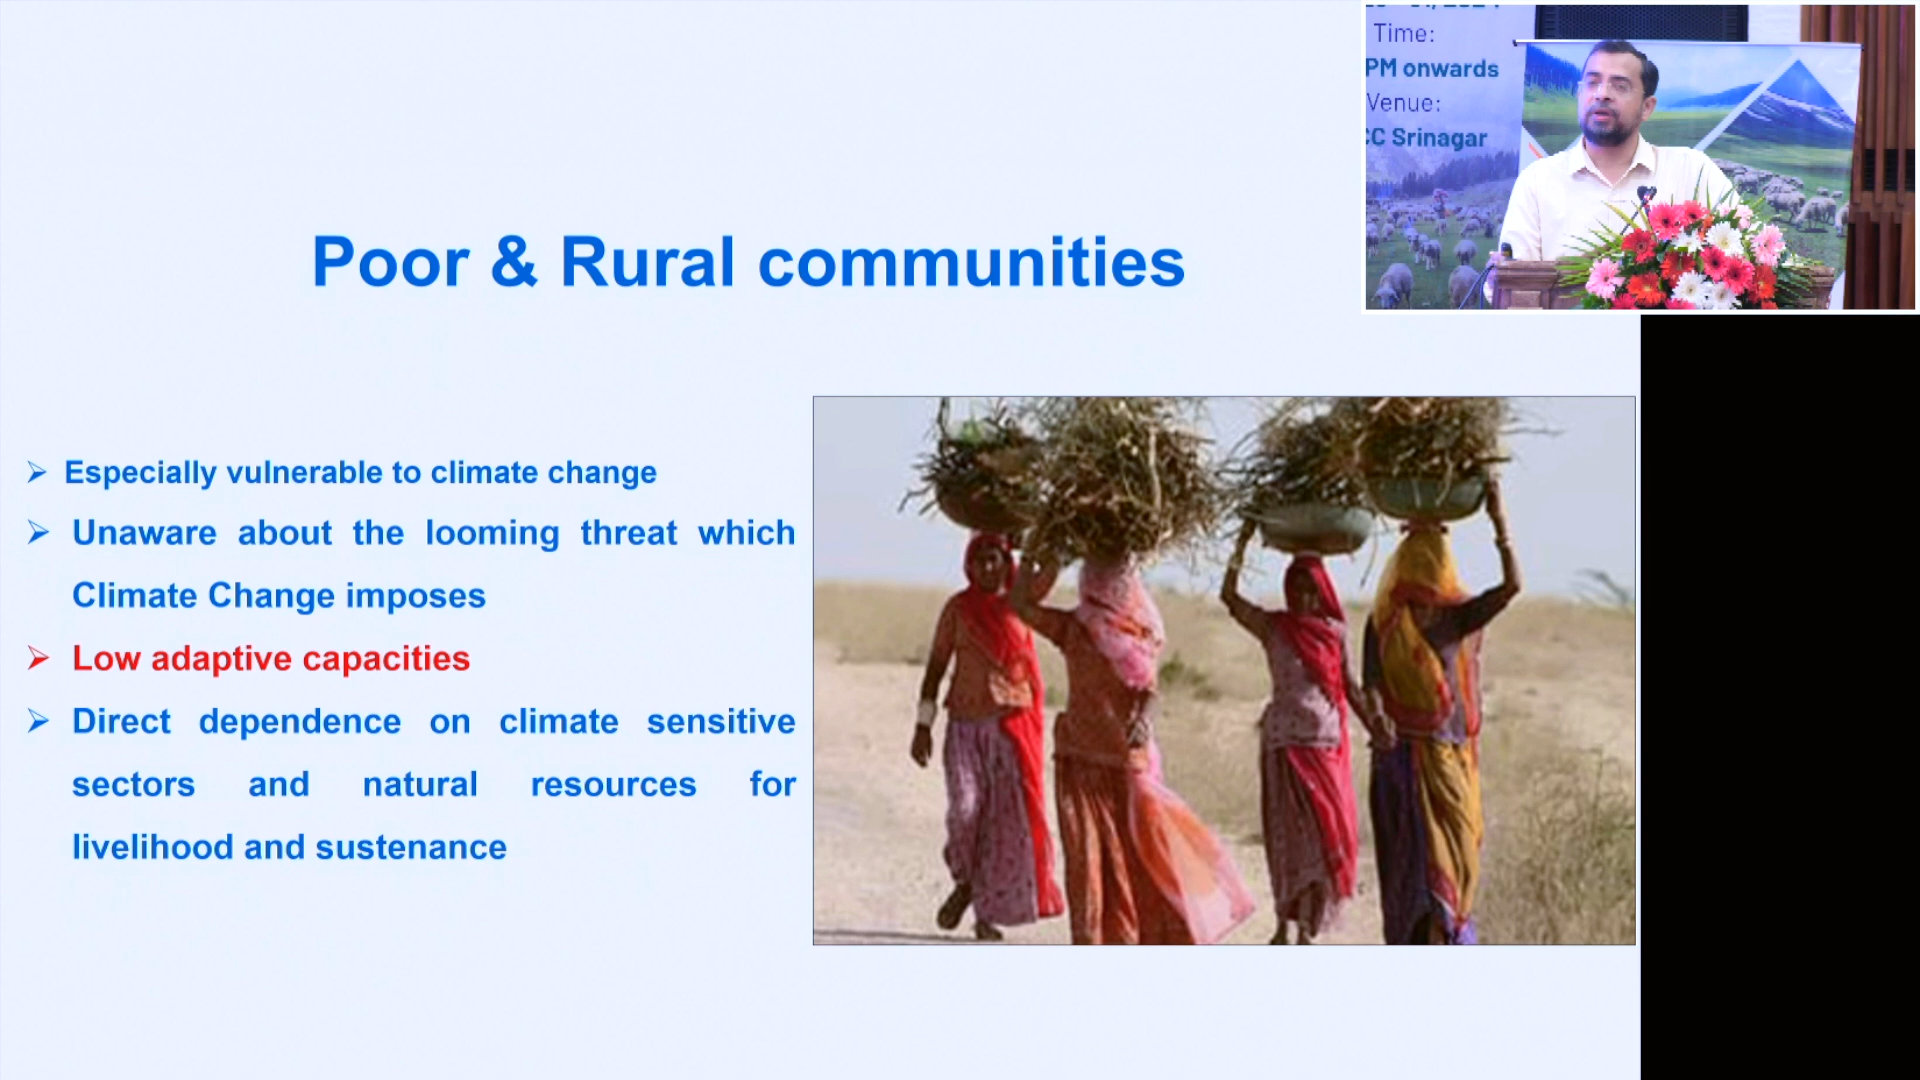 Time:
PM onwards
Venue:
CC Srinagar
Poor & Rural communities
➢ Especially vulnerable to climate change
➢ Unaware about the looming threat which
Climate Change imposes
➢ Low adaptive capacities
➢ Direct dependence on climate sensitive
sectors and natural resources for
livelihood and sustenance